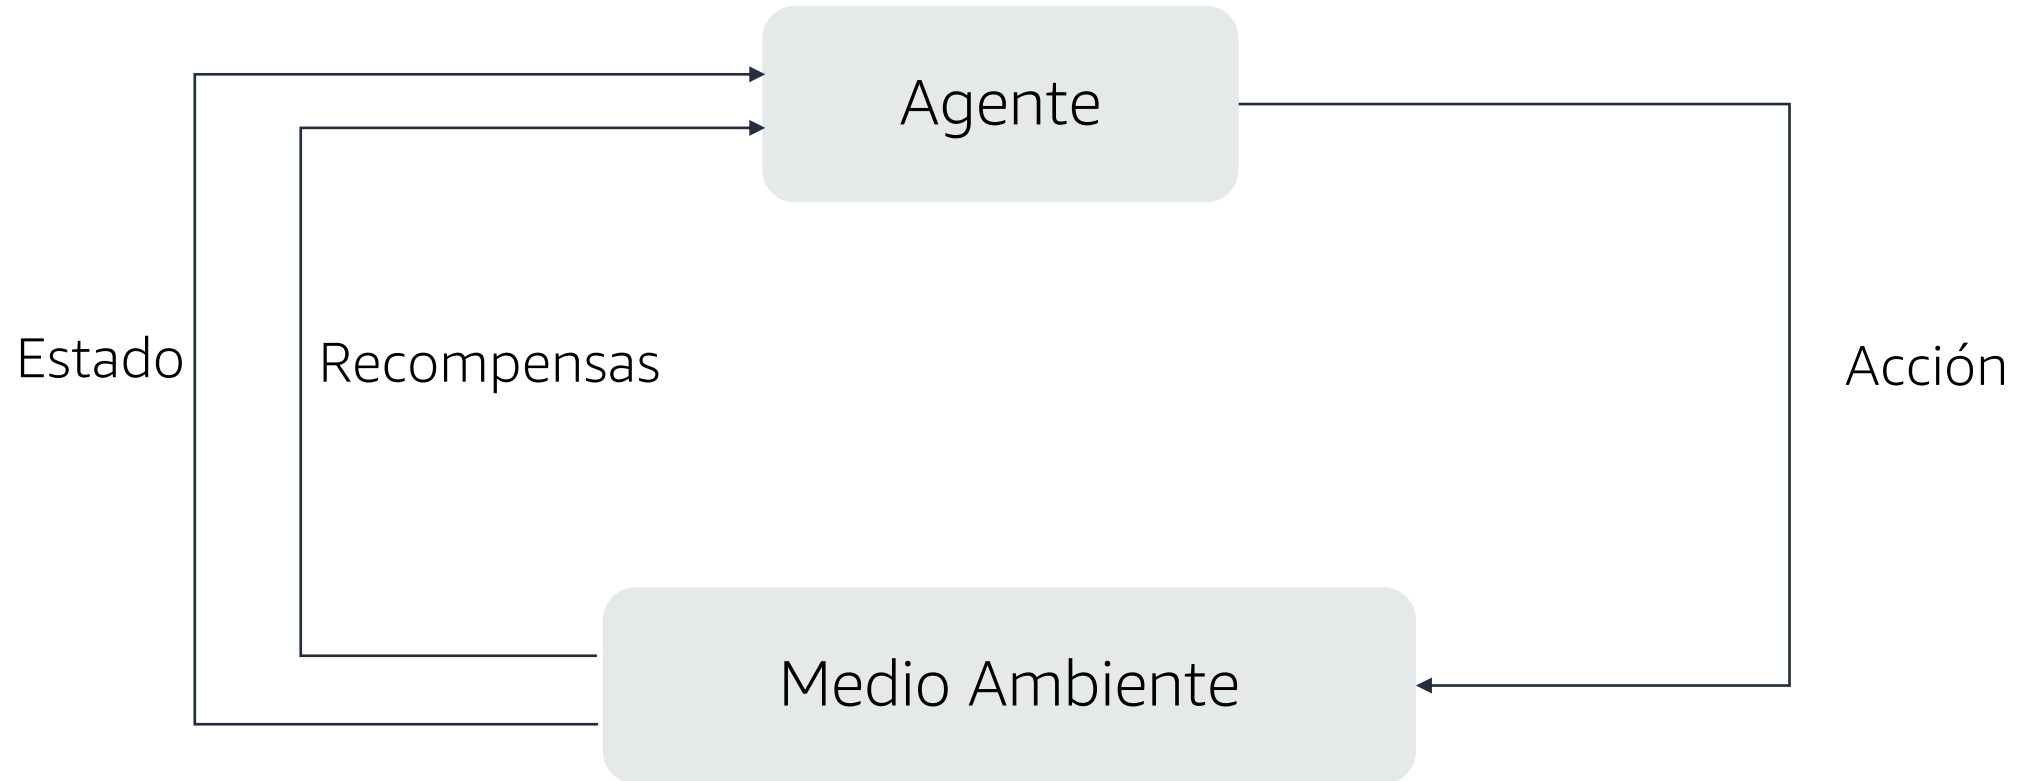 Agente
Estado
Recompensas
Acción
Medio Ambiente